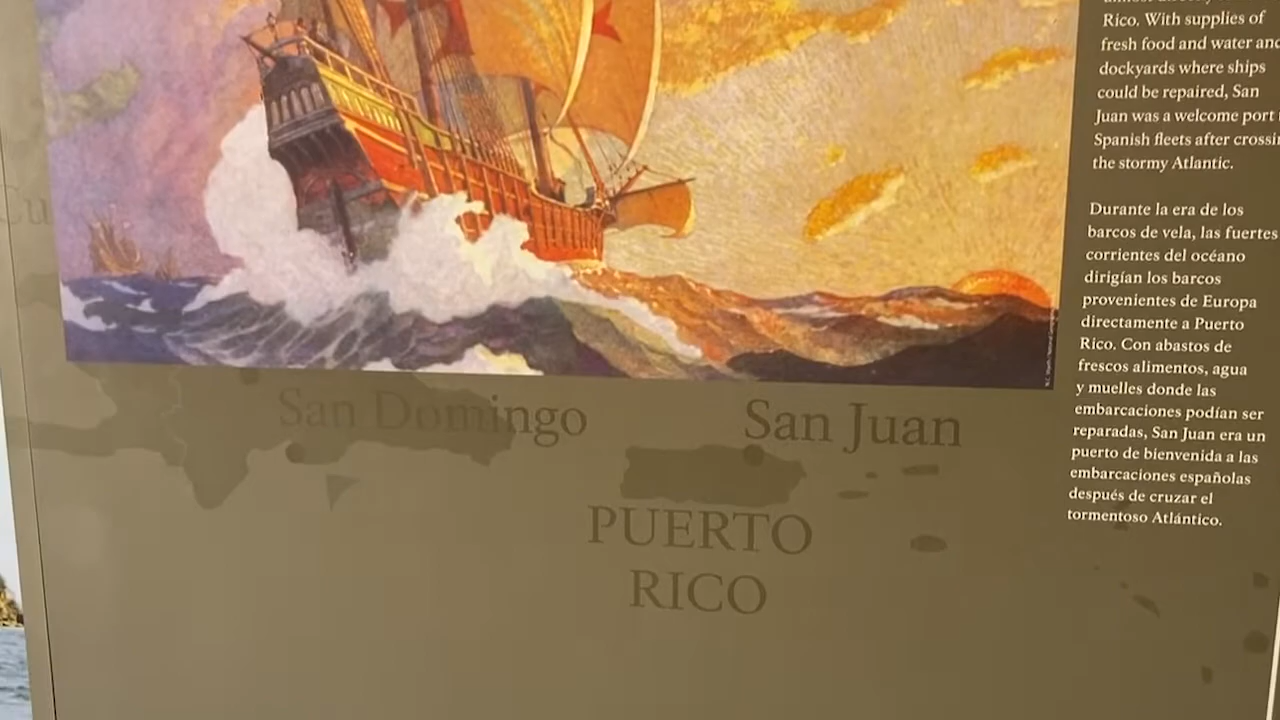 Rico. With supplies of
fresh food and water and
dockyards where ships
could be repaired, San
Juan was a welcome port
Spanish fleets after crossin
the stormy Atlantic.
Durante la era de los
barcos de vela, las fuertes
corrientes del océano
dirigían los barcos
provenientes de Europa
directamente a Puerto
Rico. Con abastos de
frescos alimentos, agua
y muelles donde las
embarcaciones podían ser
reparadas, San Juan era un
puerto de bienvenida a las
embarcaciones españolas
después de cruzar el
tormentoso Atlántico.
Cu
San Domingo
San Juan
PUERTO
RICO